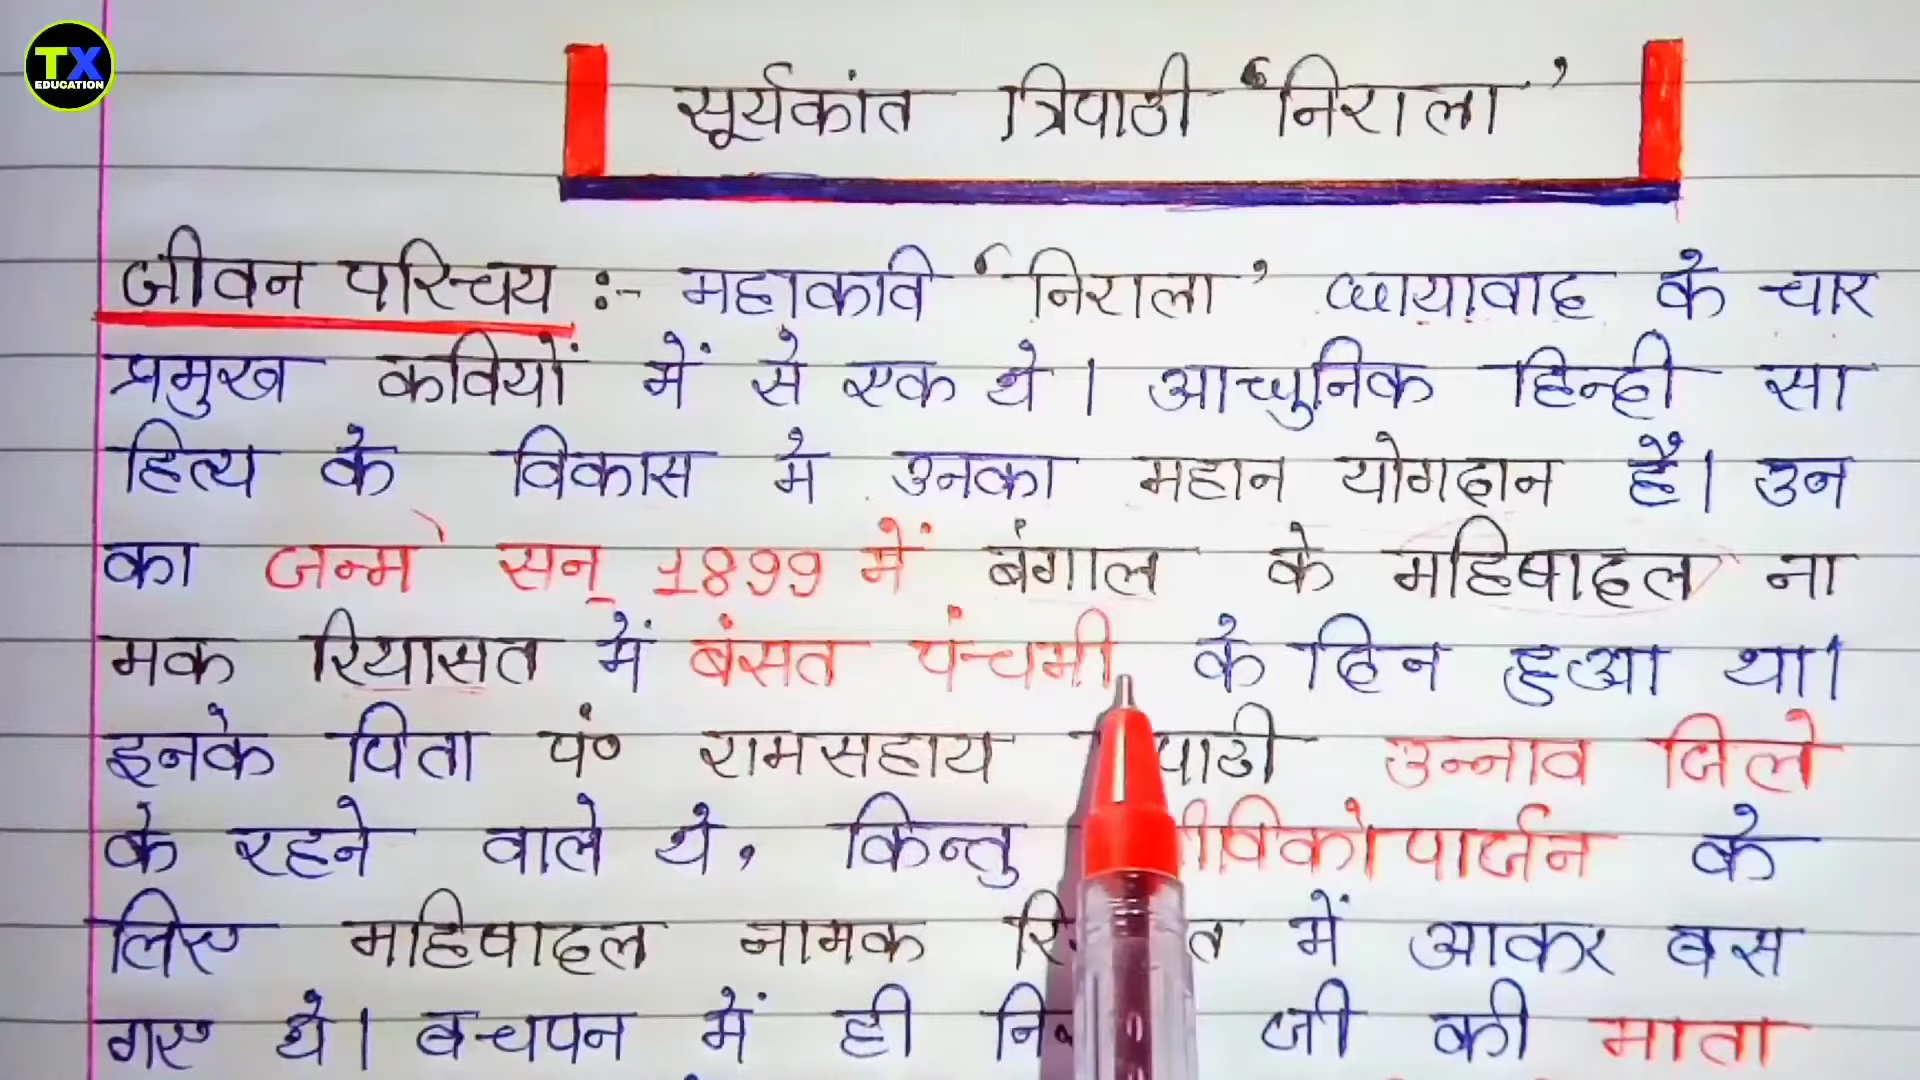 TX
EDUCATION
सूर्यकांत त्रिपाठी 'निराला'
जीवन परिचय :- महाकवि 'निराला' छायावाद के चार
प्रमुख कवियों में से एक थे। आधुनिक हिन्दी सा
हित्य के विकास मे उनका महान योगदान है। उन
का जन्म सन् 1899 में बंगाल के महिषादल ना
मक रियासत में बंसत पंन्चमी के दिन हुआ था।
इनके पिता पं० रामसहाय उन्नाव जिले
के रहने वाले थे, किन्तु के
लिए महिषादल नामक में आकर बस
गए थे। बचपन में ही जी की माता